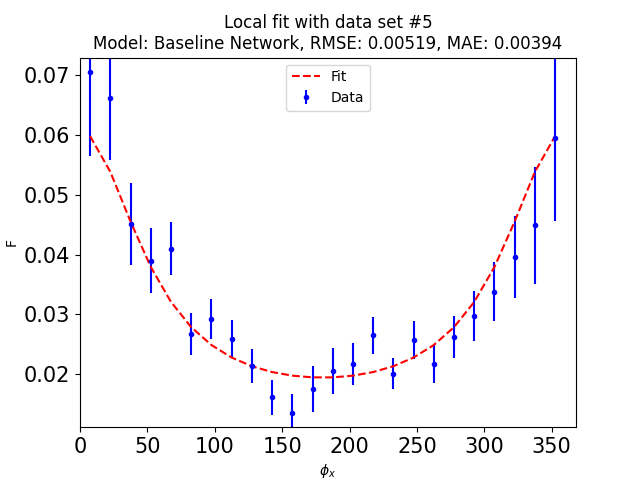 Local fit with data set #5
Model: Baseline Network, RMSE: 0.00519, MAE: 0.00394
Fit
Data
F
0.07
0.06
0.05
0.04
0.03
0.02
0 50 100 150 200 250 300 350
ϕx